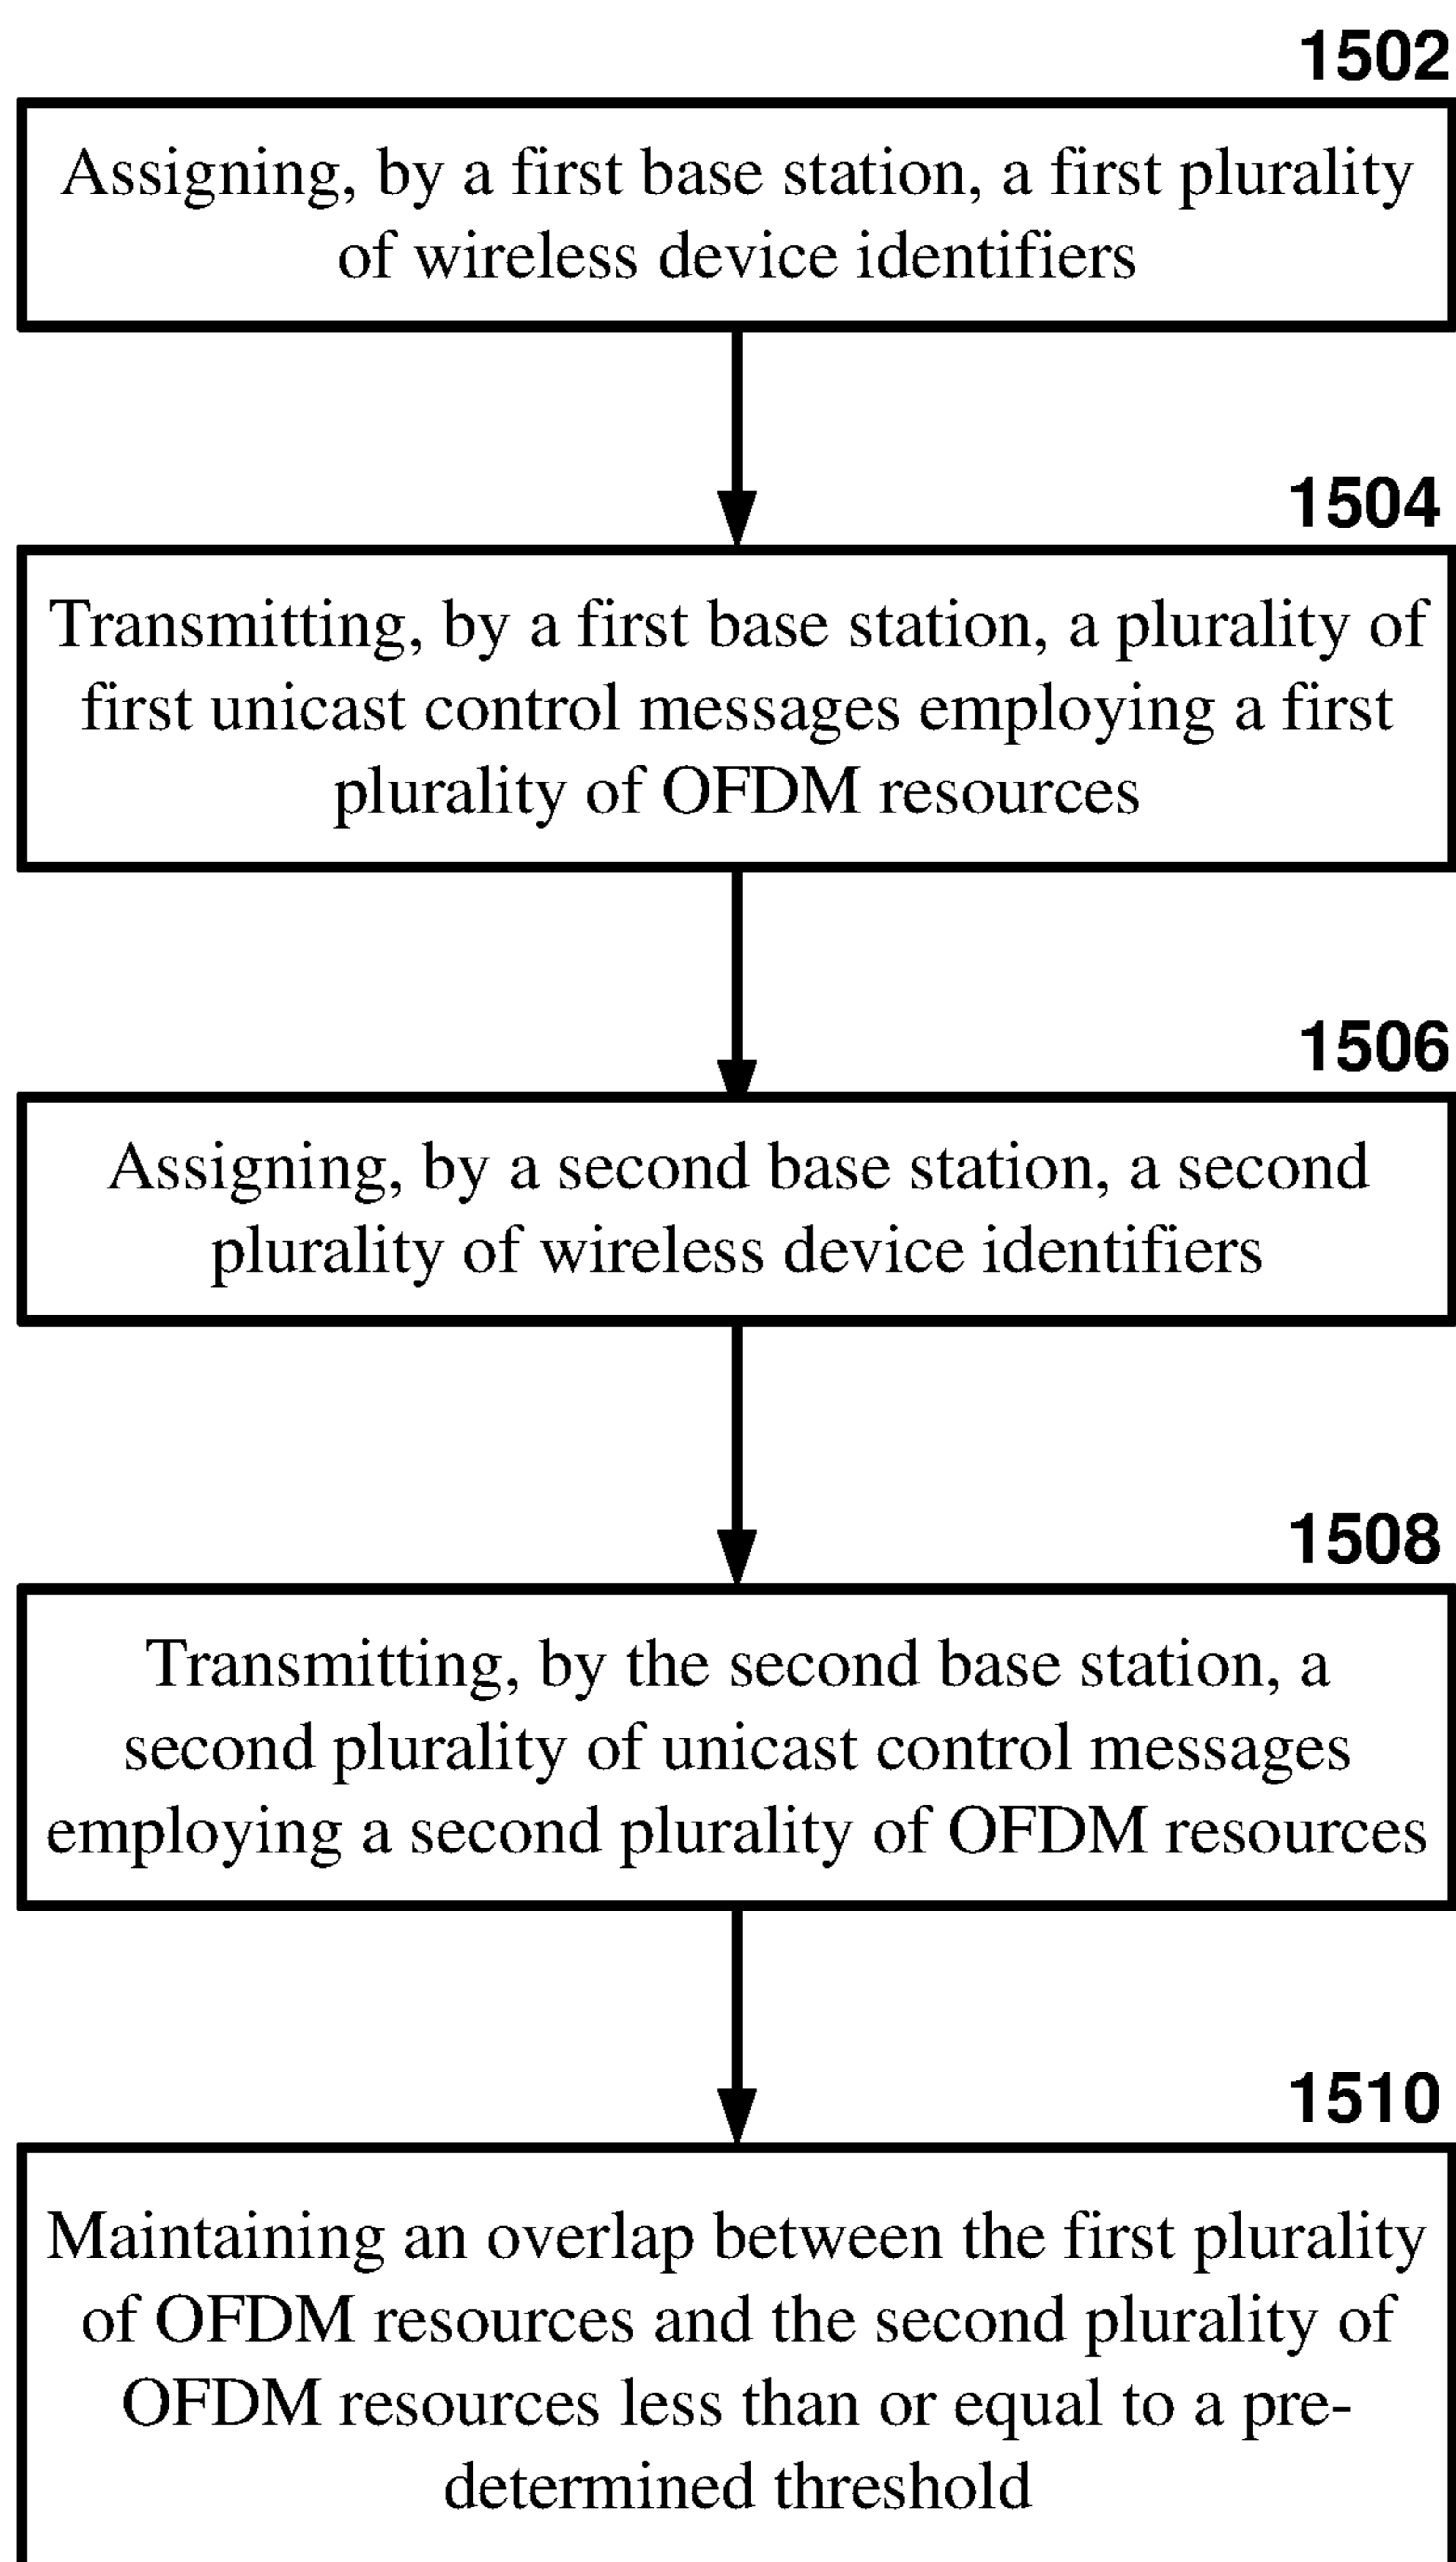 1502
Assigning, by a first base station, a first plurality
of wireless device identifiers
1504
Transmitting, by a first base station, a plurality of
first unicast control messages employing a first
plurality of OFDM resources
1506
Assigning, by a second base station, a second
plurality of wireless device identifiers
1508
Transmitting, by the second base station, a
second plurality of unicast control messages
employing a second plurality of OFDM resources
1510
Maintaining an overlap between the first plurality
of OFDM resources and the second plurality of
OFDM resources less than or equal to a pre-
determined threshold